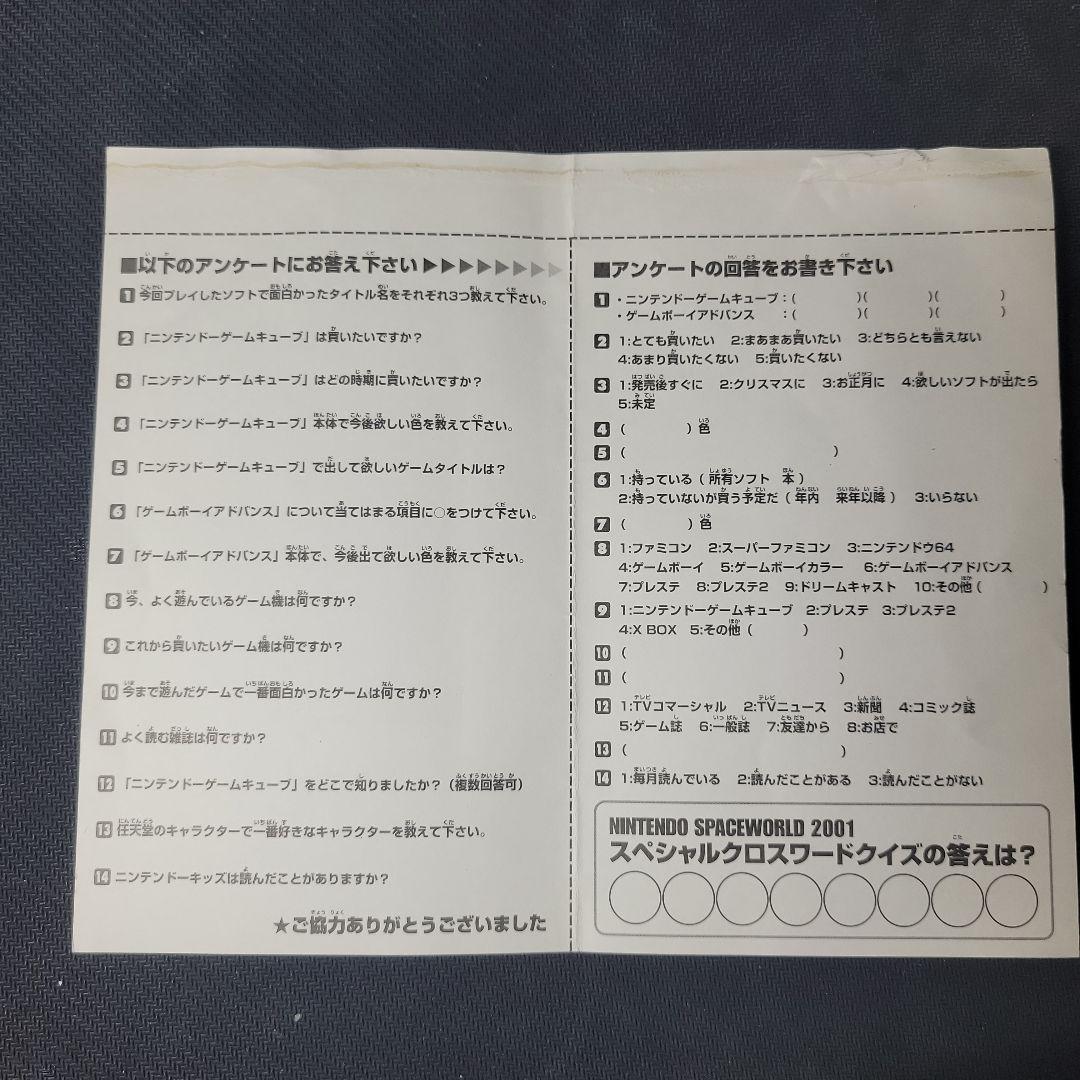 ■以下のアンケートにお答え下さい▶▶▶▶▶▶▶▶
1 今回プレイしたソフトで面白かったタイトル名をそれぞれ3つ教えて下さい。
2 「ニンテンドーゲームキューブ」は買いたいですか？
3 「ニンテンドーゲームキューブ」はどの時期に買いたいですか？
4 「ニンテンドーゲームキューブ」本体で今後欲しい色を教えて下さい。
5 「ニンテンドーゲームキューブ」で出して欲しいゲームタイトルは？
6 「ゲームボーイアドバンス」について当てはまる項目に○をつけて下さい。
7 「ゲームボーイアドバンス」本体で、今後出て欲しい色を教えて下さい。
8 今、よく遊んでいるゲーム機は何ですか？
9 これから買いたいゲーム機は何ですか？
10 今まで遊んだゲームで一番面白かったゲームは何ですか？
11 よく読む雑誌は何ですか？
12 「ニンテンドーゲームキューブ」をどこで知りましたか？（複数回答可）
13 任天堂のキャラクターで一番好きなキャラクターを教えて下さい。
14 ニンテンドーキッズは読んだことがありますか？
★ご協力ありがとうございました
■アンケートの回答をお書き下さい
1 ・ニンテンドーゲームキューブ：（ ）（ ）（ ）
・ゲームボーイアドバンス ：（ ）（ ）（ ）
2 1:とても買いたい 2:まあまあ買いたい 3:どちらとも言えない
4:あまり買いたくない 5:買いたくない
3 1:発売後すぐに 2:クリスマスに 3:お正月に 4:欲しいソフトが出たら
5:未定
4 （ ）色
5 （ ）
6 1:持っている（所有ソフト 本）
2:持っていないが買う予定だ（年内 来年以降） 3:いらない
7 （ ）色
8 1:ファミコン 2:スーパーファミコン 3:ニンテンドウ64
4:ゲームボーイ 5:ゲームボーイカラー 6:ゲームボーイアドバンス
7:プレステ 8:プレステ2 9:ドリームキャスト 10:その他（ ）
9 1:ニンテンドーゲームキューブ 2:プレステ 3:プレステ2
4:X BOX 5:その他（ ）
10 （ ）
11 （ ）
12 1:TVコマーシャル 2:TVニュース 3:新聞 4:コミック誌
5:ゲーム誌 6:一般誌 7:友達から 8:お店で
13 （ ）
14 1:毎月読んでいる 2:読んだことがある 3:読んだことがない
NINTENDO SPACEWORLD 2001
スペシャルクロスワードクイズの答えは？